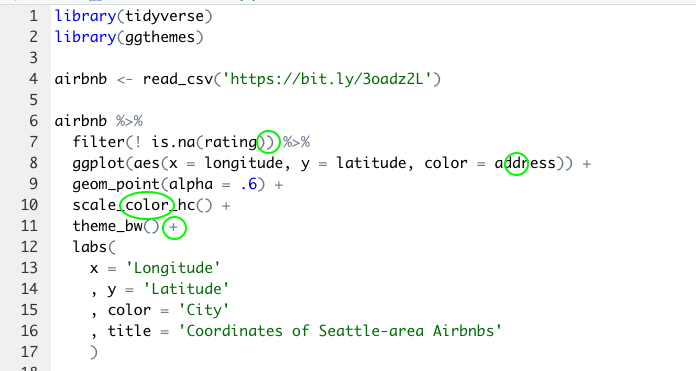 1 library(tidyverse)
2 library(ggthemes)
3
4 airbnb <- read_csv('https://bit.ly/3oadz2L')
5
6 airbnb %>%
7 filter(! is.na(rating)) %>%
8 ggplot(aes(x = longitude, y = latitude, color = address)) +
9 geom_point(alpha = .6) +
10 scale_color_hc() +
11 theme_bw() +
12 labs(
13 x = 'Longitude'
14 , y = 'Latitude'
15 , color = 'City'
16 , title = 'Coordinates of Seattle-area Airbnbs'
17 )